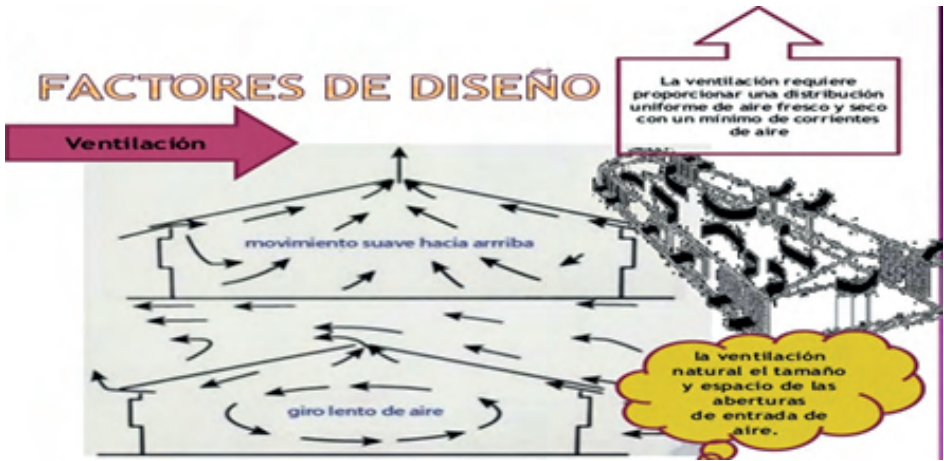 FACTORES DE DISEÑO
Ventilación
La ventilación requiere
proporcionar una distribución
uniforme de aire fresco y seco
con un mínimo de corrientes
de aire
movimiento suave hacia arrriba
giro lento de aire
la ventilación
natural el tamaño
y espacio de las
aberturas
de entrada de
aire.